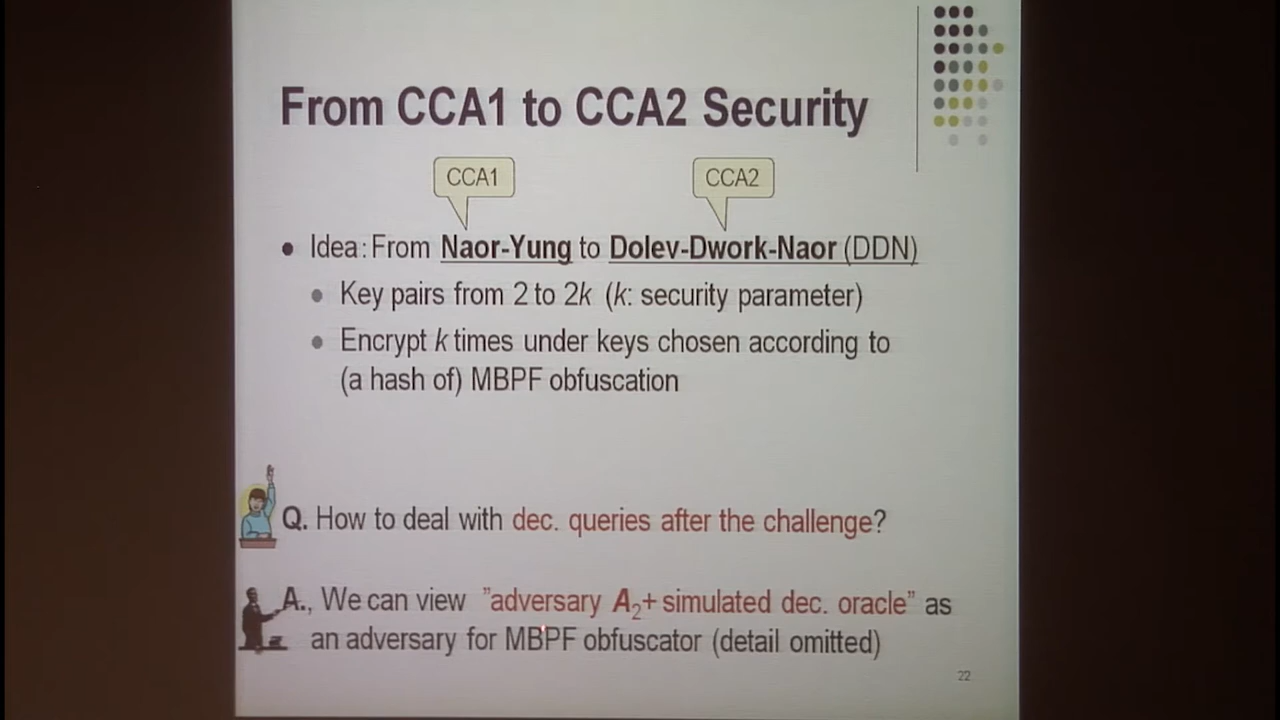 From CCA1 to CCA2 Security
CCA1
CCA2
Idea: From Naor-Yung to Dolev-Dwork-Naor (DDN)
Key pairs from 2 to 2k (k: security parameter)
Encrypt k times under keys chosen according to
(a hash of) MBPF obfuscation
Q. How to deal with dec. queries after the challenge?
A., We can view ”adversary A2+ simulated dec. oracle” as
an adversary for MBPF obfuscator (detail omitted)
22